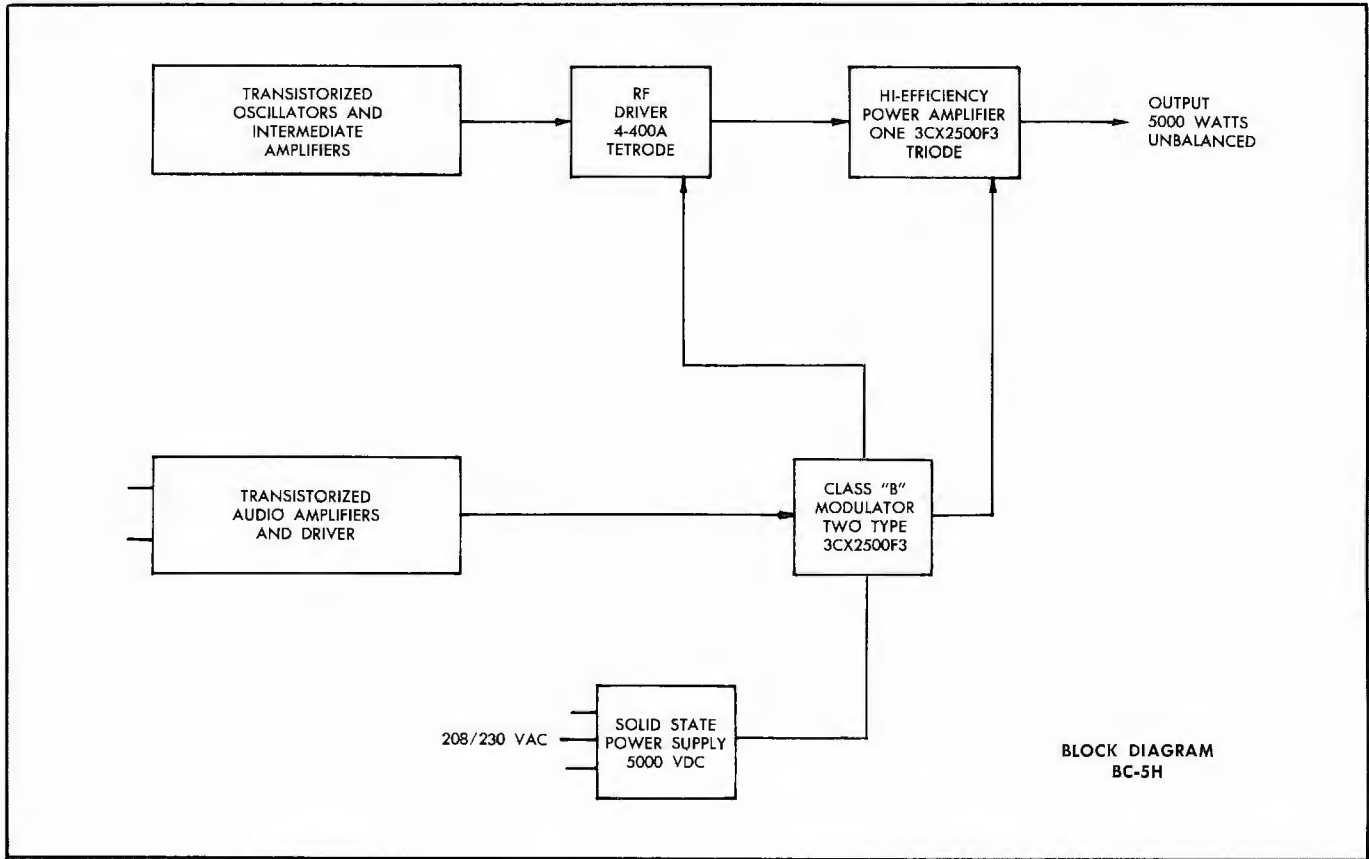 TRANSISTORIZED
OSCILLATORS AND
INTERMEDIATE
AMPLIFIERS
RF
DRIVER
4-400A
TETRODE
HI-EFFICIENCY
POWER AMPLIFIER
ONE 3CX2500F3
TRIODE
OUTPUT
5000 WATTS
UNBALANCED
TRANSISTORIZED
AUDIO AMPLIFIERS
AND DRIVER
CLASS "B"
MODULATOR
TWO TYPE
3CX2500F3
208/230 VAC
SOLID STATE
POWER SUPPLY
5000 VDC
BLOCK DIAGRAM
BC-5H